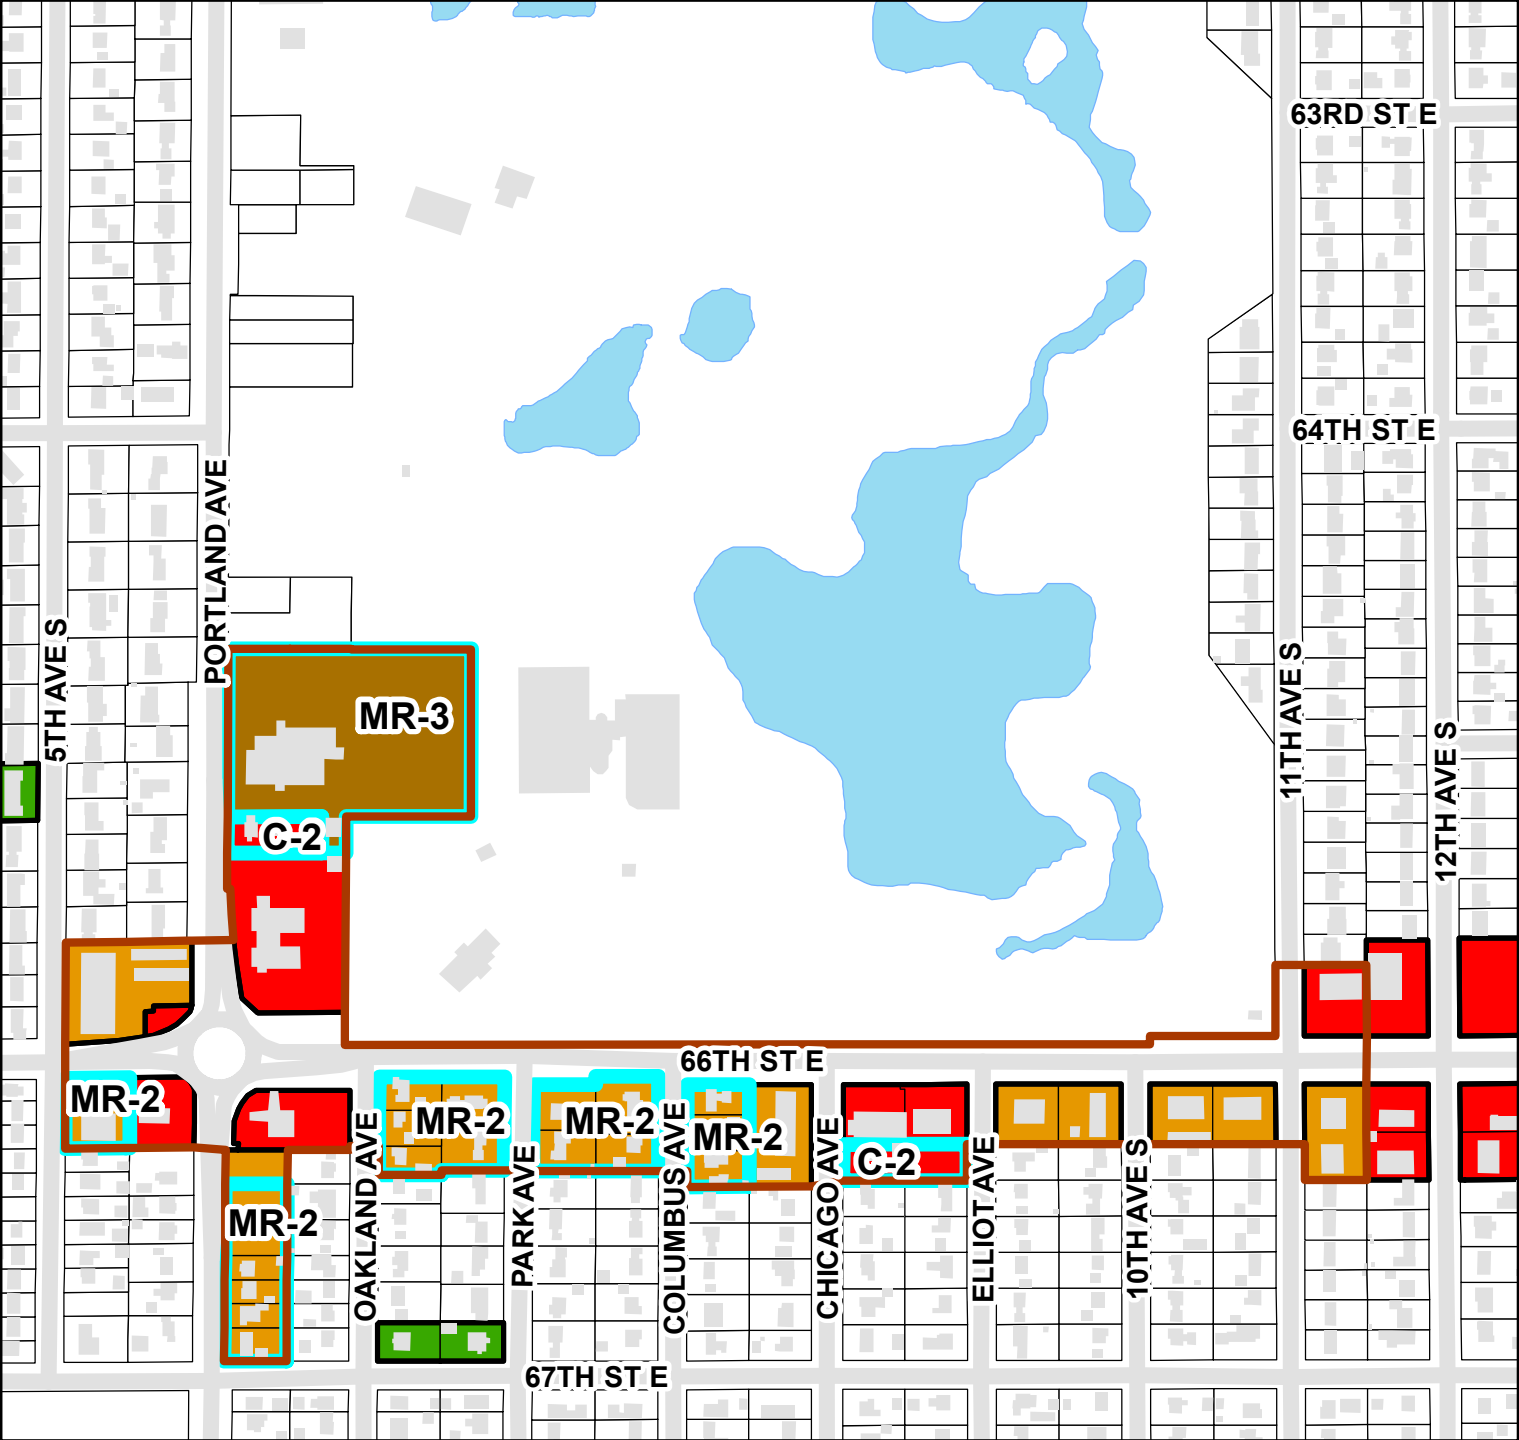 63RD ST E
64TH ST E
PORTLAND AVE
5TH AVE S
11TH AVE S
12TH AVE S
MR-3
C-2
66TH ST E
MR-2
MR-2
MR-2
MR-2
C-2
MR-2
OAKLAND AVE
PARK AVE
COLUMBUS AVE
CHICAGO AVE
ELLIOT AVE
10TH AVE S
67TH ST E